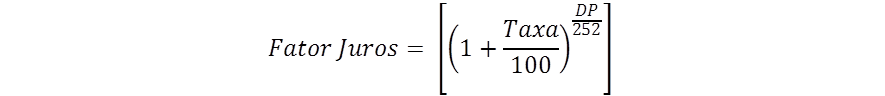 Fator Juros = [(1 + Taxa/100)^(DP/252)]